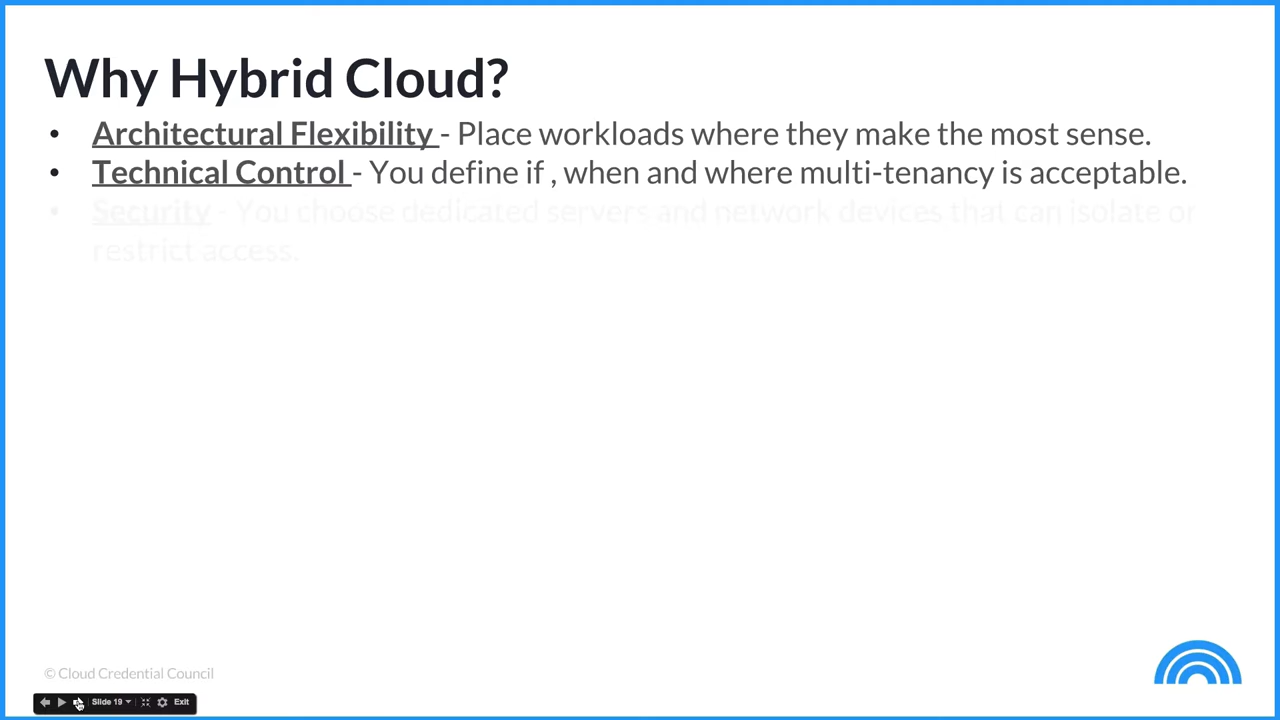 Why Hybrid Cloud?
• Architectural Flexibility - Place workloads where they make the most sense.
• Technical Control - You define if , when and where multi-tenancy is acceptable.
• Security - You choose dedicated servers and network devices that can isolate or
restrict access.
© Cloud Credential Council
Slide 19
Exit